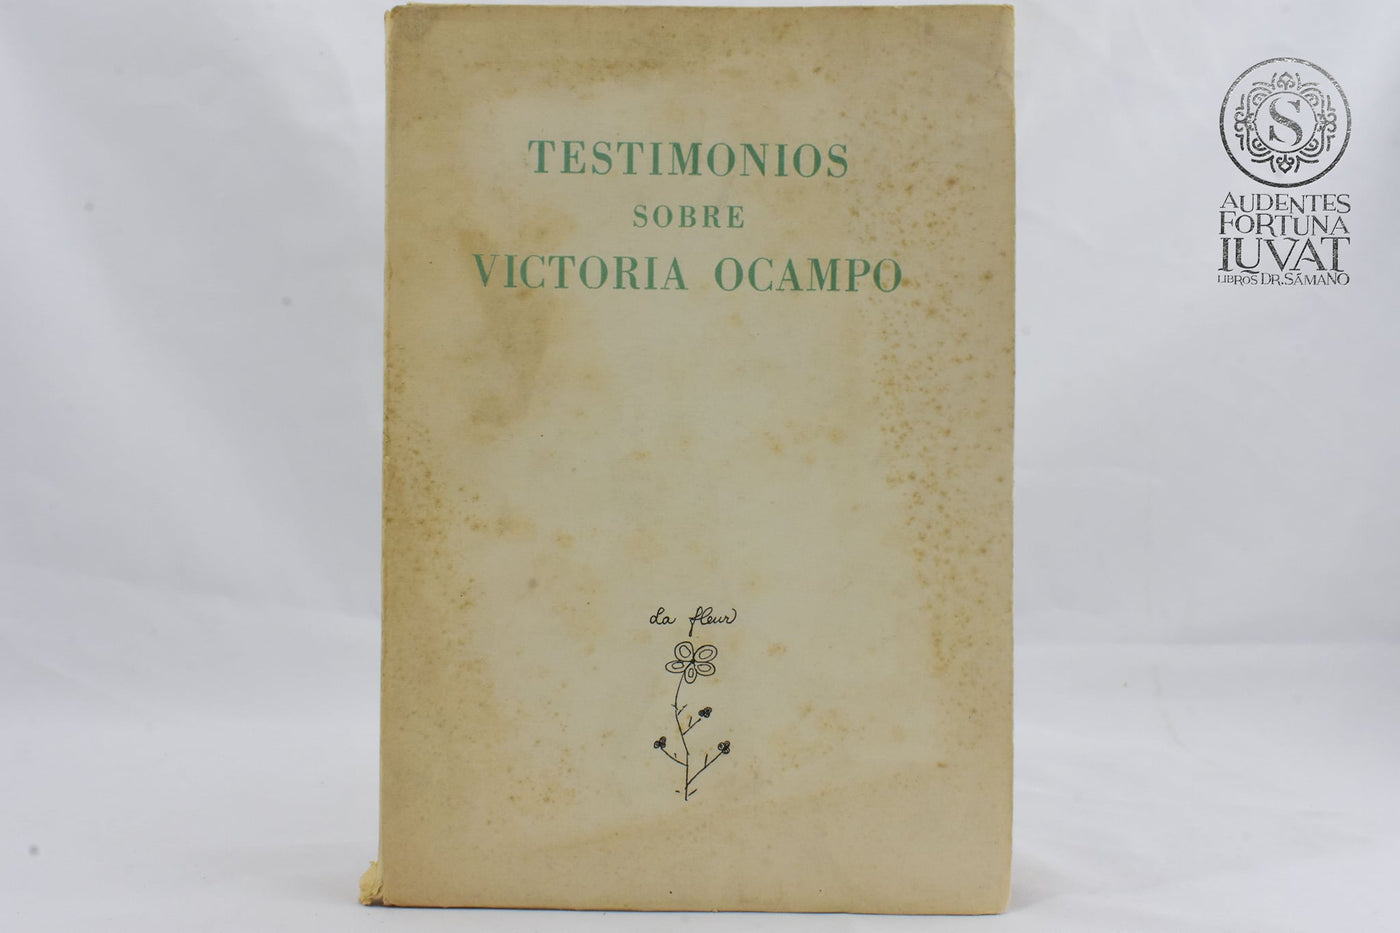 TESTIMONIOS
SOBRE
VICTORIA OCAMPO
La fleur
S
AUDENTES
FORTUNA
IUVAT
LIBROS DR. SÁMANO